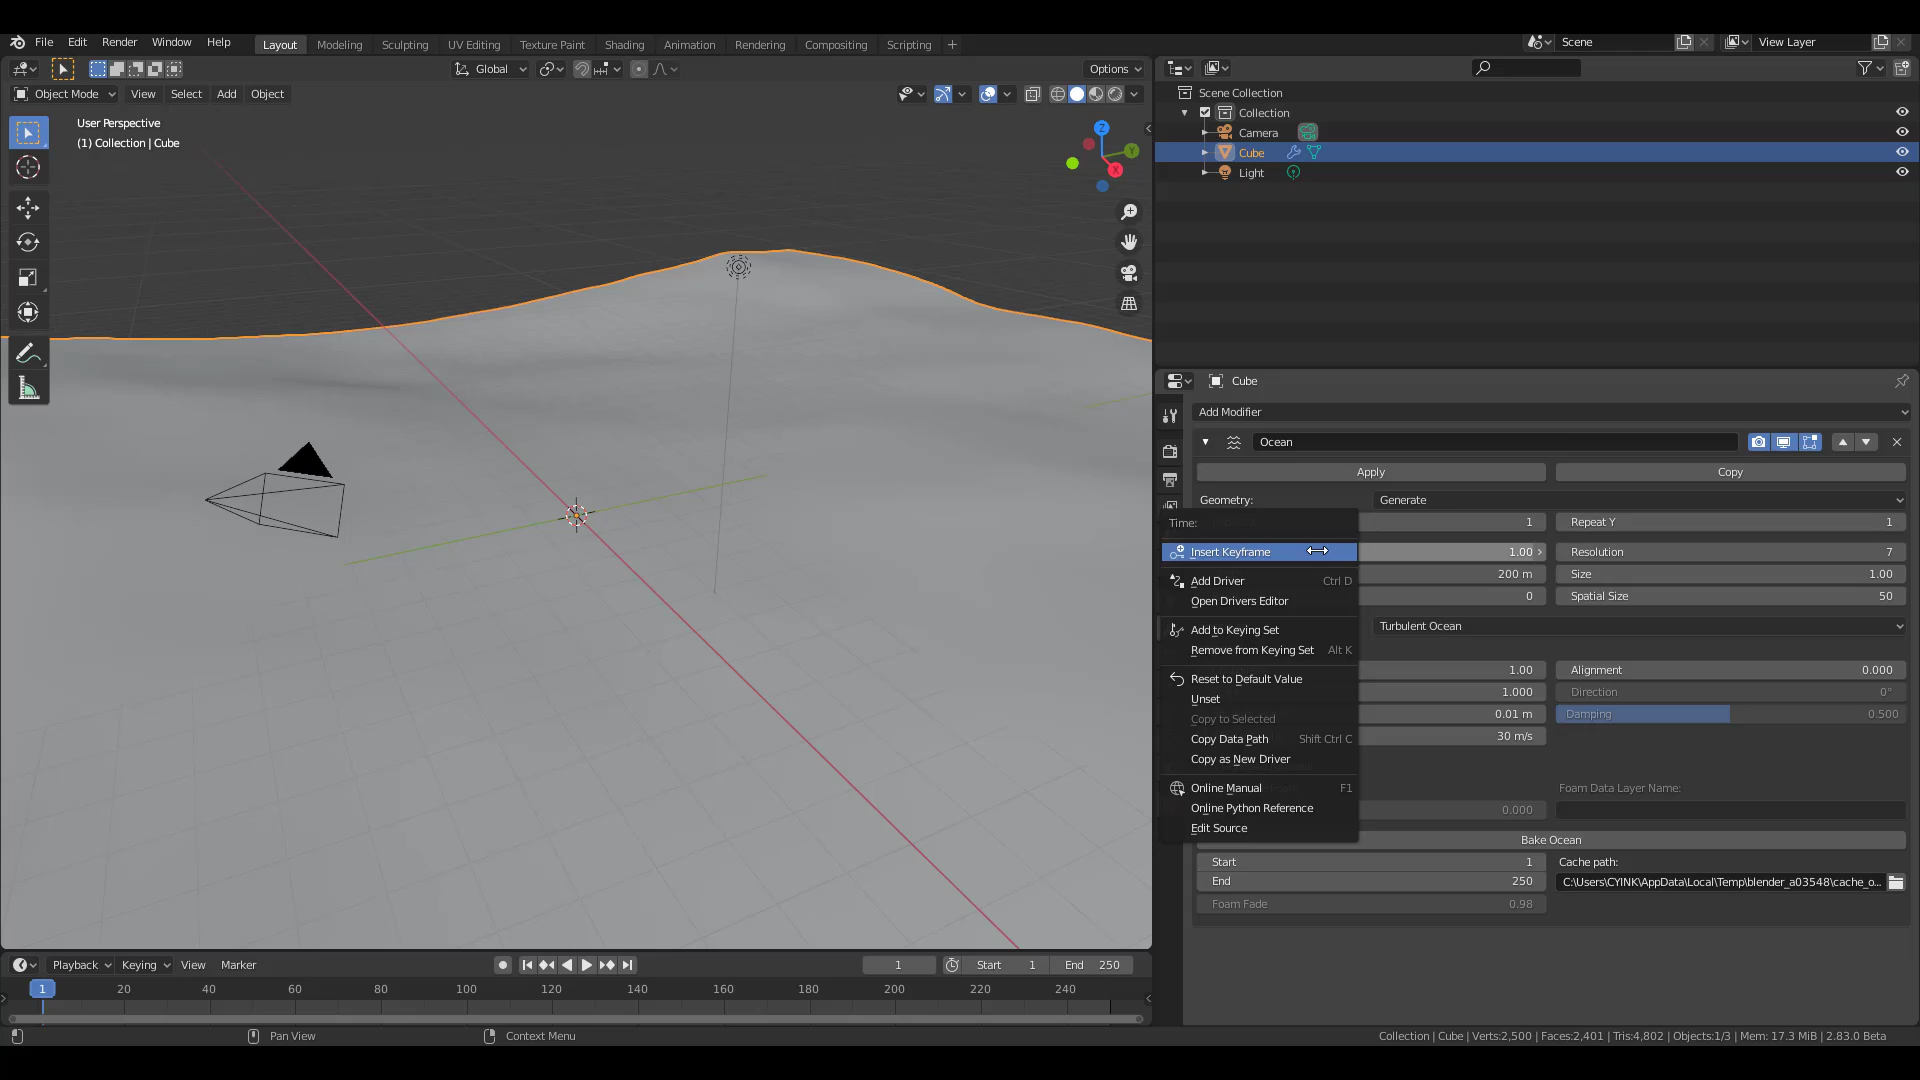 File Edit Render Window Help Layout Modeling Sculpting UV Editing Texture Paint Shading Animation Rendering Compositing Scripting + Scene View Layer
Global Options
Object Mode View Select Add Object
User Perspective
(1) Collection | Cube
Z
Y
X
Scene Collection
Collection
Camera
Cube
Light
Cube
Add Modifier
Ocean
Apply Copy
Geometry: Generate
1 Repeat Y 1
1.00 Resolution 7
200 m Size 1.00
0 Spatial Size 50
Turbulent Ocean
1.00 Alignment 0.000
1.000 Direction 0°
0.01 m Damping 0.500
30 m/s
Foam Data Layer Name:
0.000
Bake Ocean
Start 1 Cache path:
End 250 C:\Users\CYINK\AppData\Local\Temp\blender_a03548\cache_o...
Foam Fade 0.98
Time:
Insert Keyframe
Add Driver Ctrl D
Open Drivers Editor
Add to Keying Set
Remove from Keying Set Alt K
Reset to Default Value
Unset
Copy to Selected
Copy Data Path Shift Ctrl C
Copy as New Driver
Online Manual F1
Online Python Reference
Edit Source
Playback Keying View Marker 1 Start 1 End 250
1 20 40 60 80 100 120 140 160 180 200 220 240
Pan View Context Menu Collection | Cube | Verts:2,500 | Faces:2,401 | Tris:4,802 | Objects:1/3 | Mem: 17.3 MiB | 2.83.0 Beta